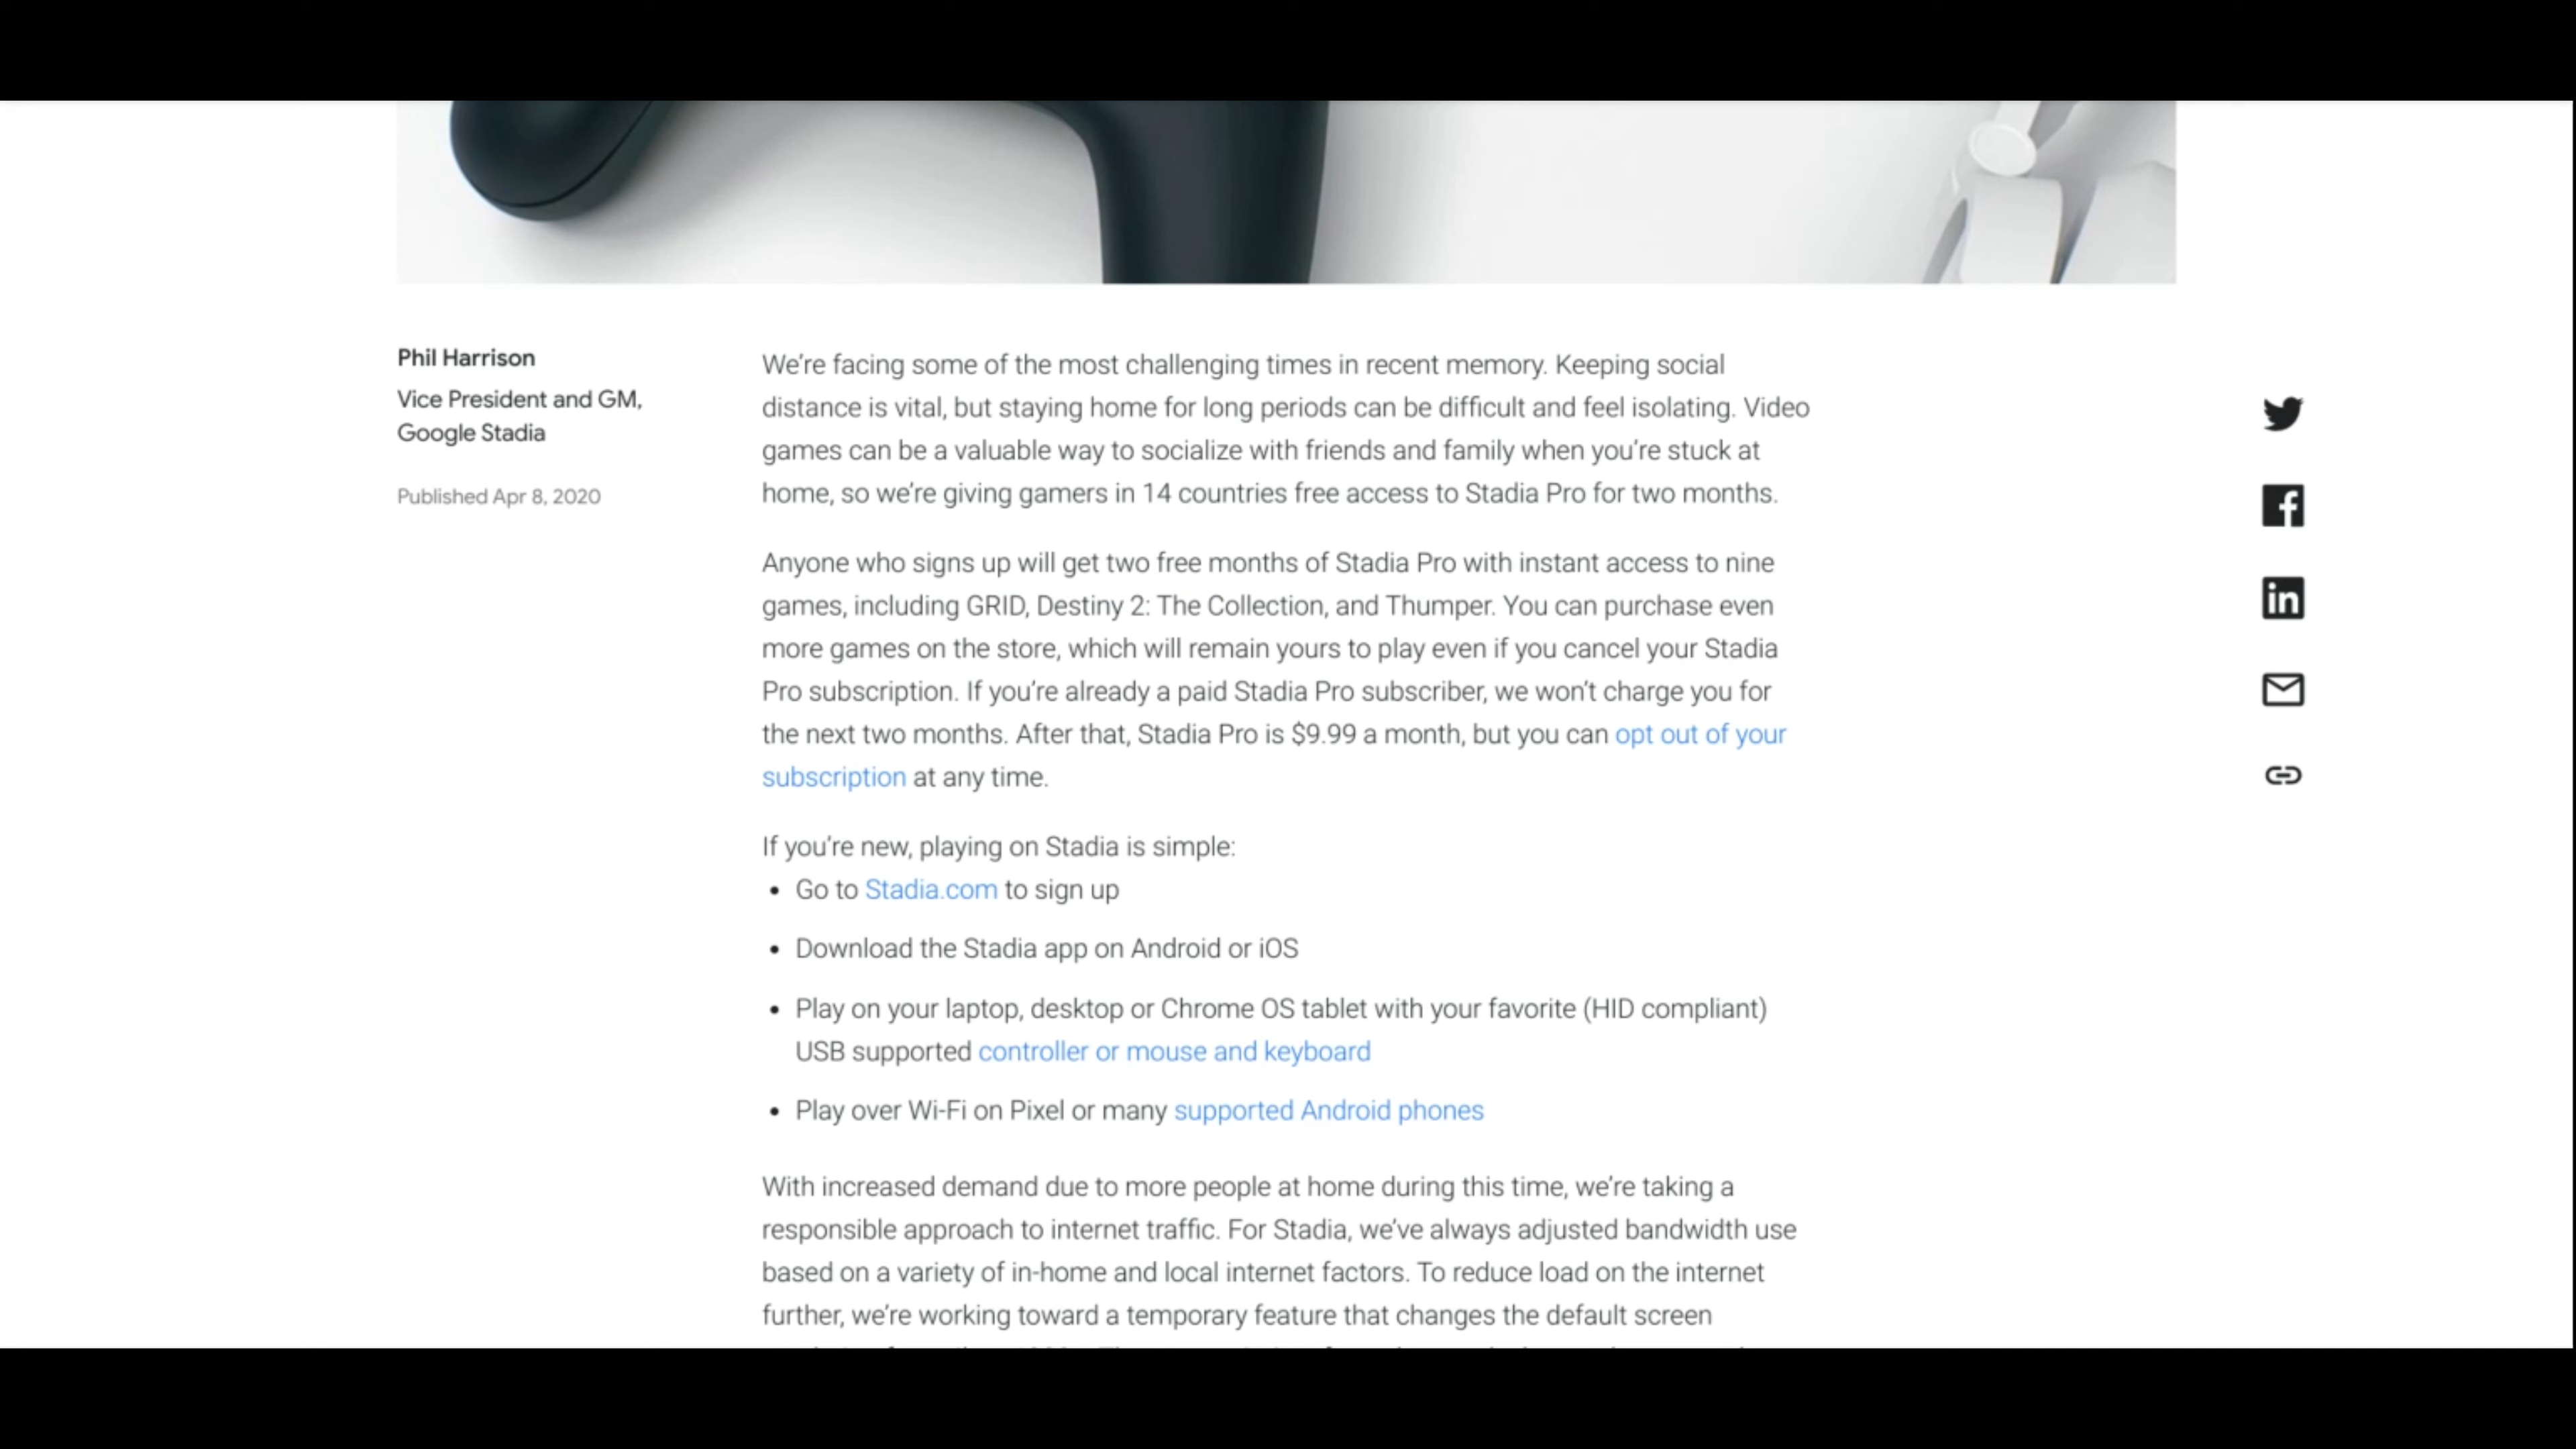 Phil Harrison
Vice President and GM,
Google Stadia
Published Apr 8, 2020
We're facing some of the most challenging times in recent memory. Keeping social
distance is vital, but staying home for long periods can be difficult and feel isolating. Video
games can be a valuable way to socialize with friends and family when you're stuck at
home, so we're giving gamers in 14 countries free access to Stadia Pro for two months.
Anyone who signs up will get two free months of Stadia Pro with instant access to nine
games, including GRID, Destiny 2: The Collection, and Thumper. You can purchase even
more games on the store, which will remain yours to play even if you cancel your Stadia
Pro subscription. If you're already a paid Stadia Pro subscriber, we won't charge you for
the next two months. After that, Stadia Pro is $9.99 a month, but you can opt out of your
subscription at any time.
If you're new, playing on Stadia is simple:
• Go to Stadia.com to sign up
• Download the Stadia app on Android or iOS
• Play on your laptop, desktop or Chrome OS tablet with your favorite (HID compliant)
USB supported controller or mouse and keyboard
• Play over Wi-Fi on Pixel or many supported Android phones
With increased demand due to more people at home during this time, we're taking a
responsible approach to internet traffic. For Stadia, we've always adjusted bandwidth use
based on a variety of in-home and local internet factors. To reduce load on the internet
further, we're working toward a temporary feature that changes the default screen